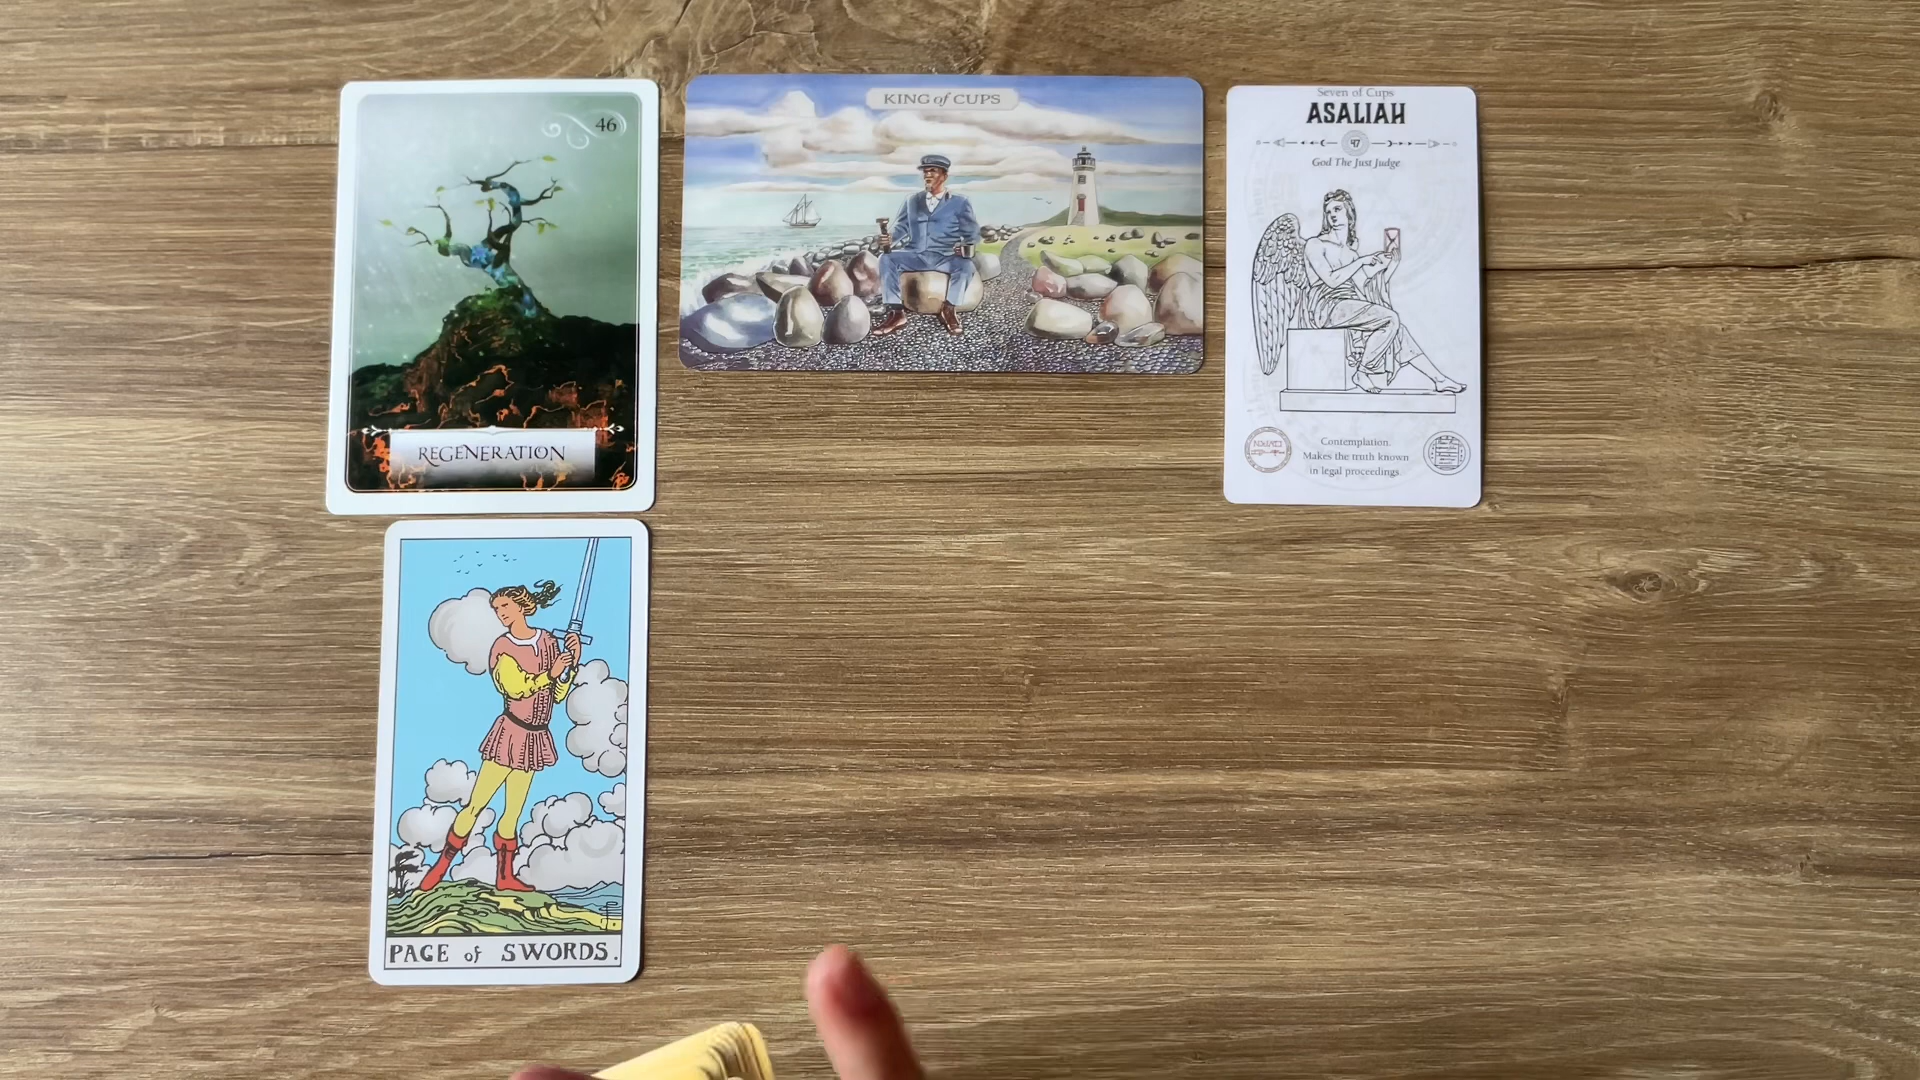 46
REGENERATION
KING of CUPS
Seven of Cups
ASALIAH
47
God The Just Judge
Contemplation.
Makes the truth known
in legal proceedings.
PAGE of SWORDS.